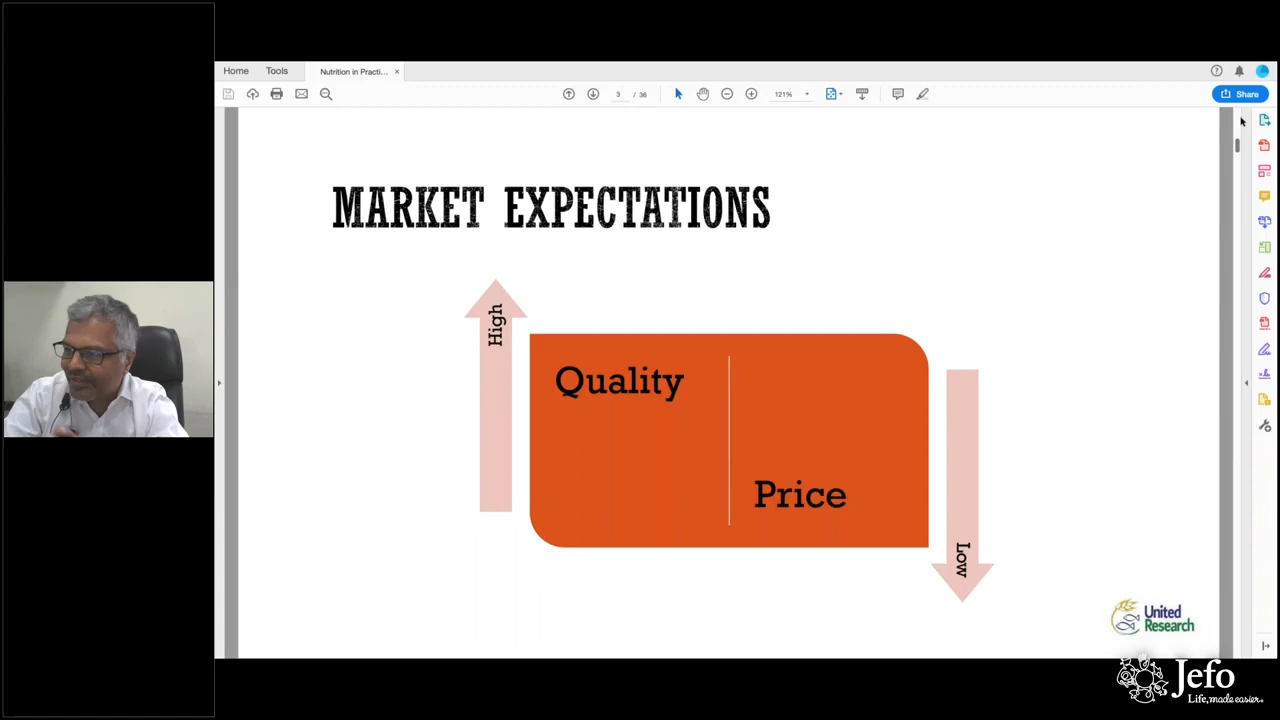 Home
Tools
Nutrition in Practi...
3 / 36
121%
Share
MARKET EXPECTATIONS
High
Quality
Price
Low
United
Research
Jefo
Life, made easier.